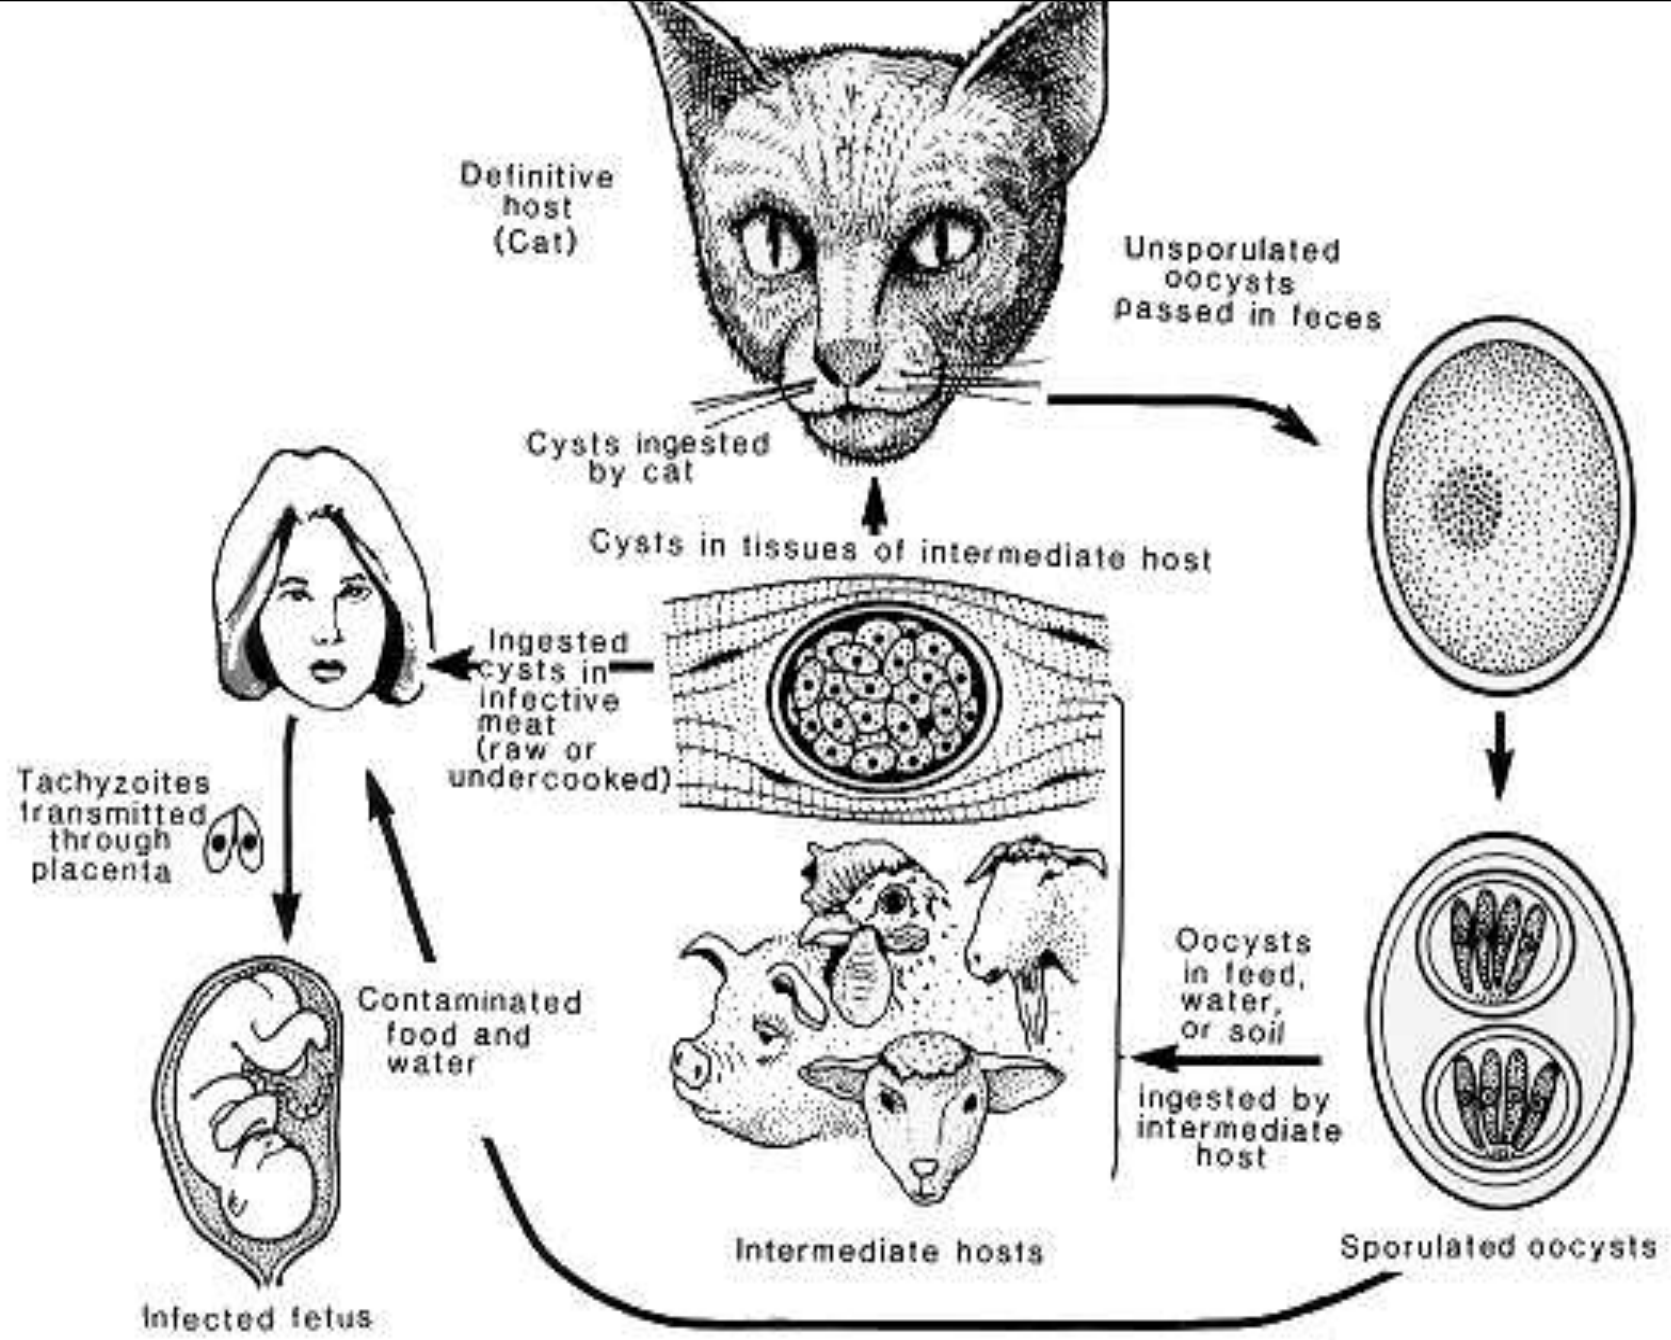 Definitive
host
(Cat)
Unsporulated
oocysts
passed in feces
Cysts ingested
by cat
Cysts in tissues of intermediate host
Ingested
cysts in
infective
meat
(raw or
undercooked)
Tachyzoites
transmitted
through
placenta
Contaminated
food and
water
Oocysts
in feed,
water,
or soil
ingested by
intermediate
host
Intermediate hosts
Sporulated oocysts
Infected fetus